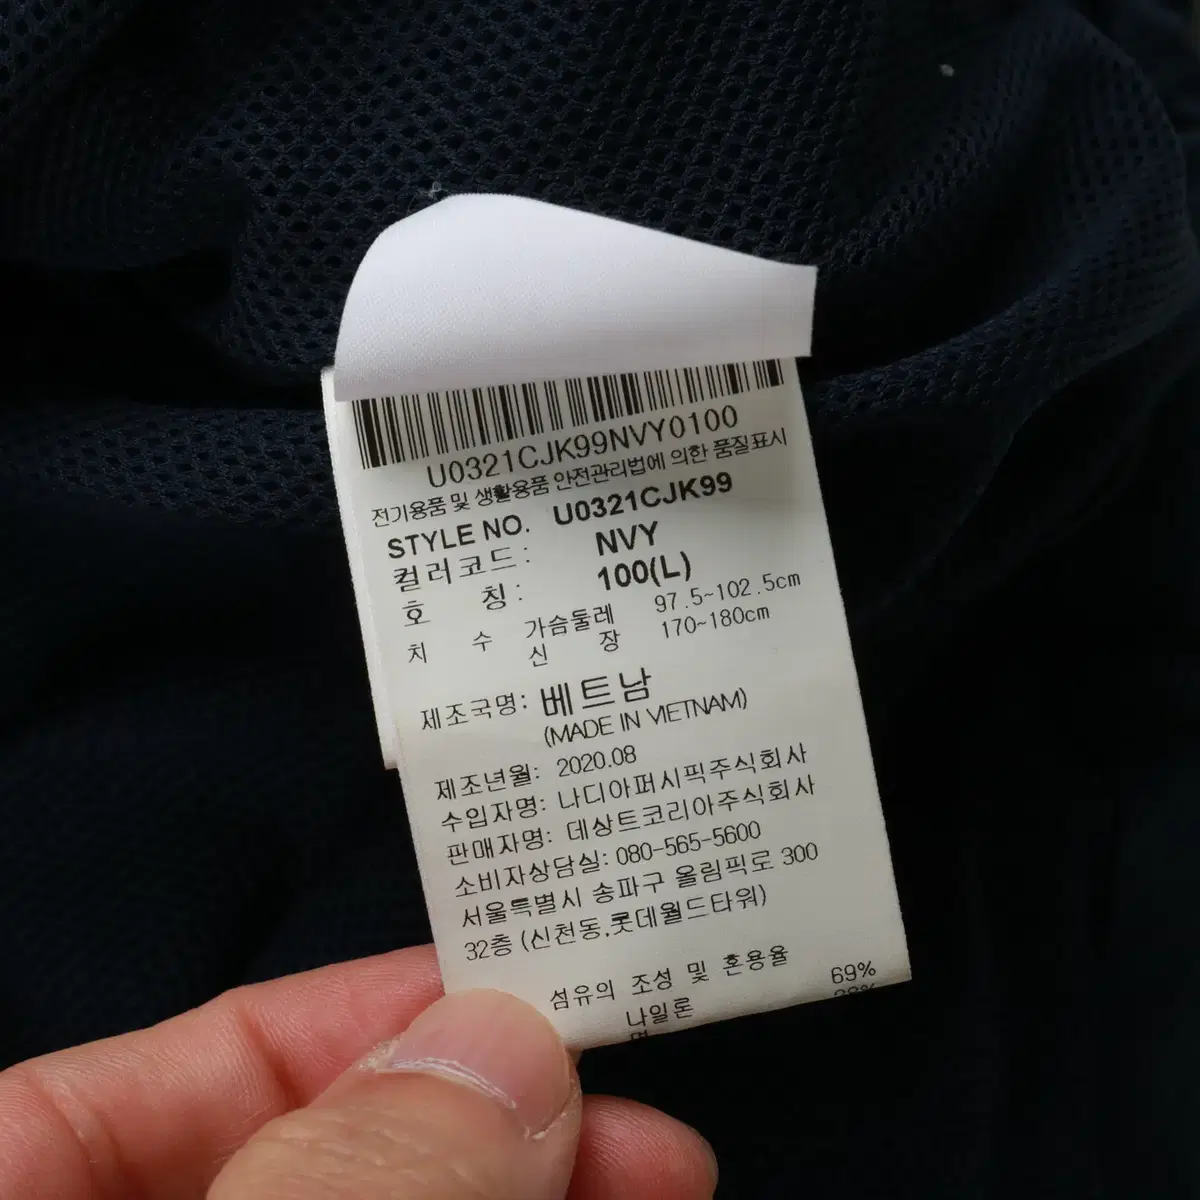 U0321CJK99NVY0100
전기용품 및 생활용품 안전관리법에 의한 품질표시
STYLE NO. U0321CJK99
컬러코드: NVY
호 칭: 100(L)
치 수 가슴둘레 97.5~102.5cm
신 장 170~180cm
제조국명: 베트남
(MADE IN VIETNAM)
제조년월: 2020.08
수입자명: 나디아퍼시픽주식회사
판매자명: 데상트코리아주식회사
소비자상담실: 080-565-5600
서울특별시 송파구 올림픽로 300
32층 (신천동,롯데월드타워)
섬유의 조성 및 혼용율
나일론 69%